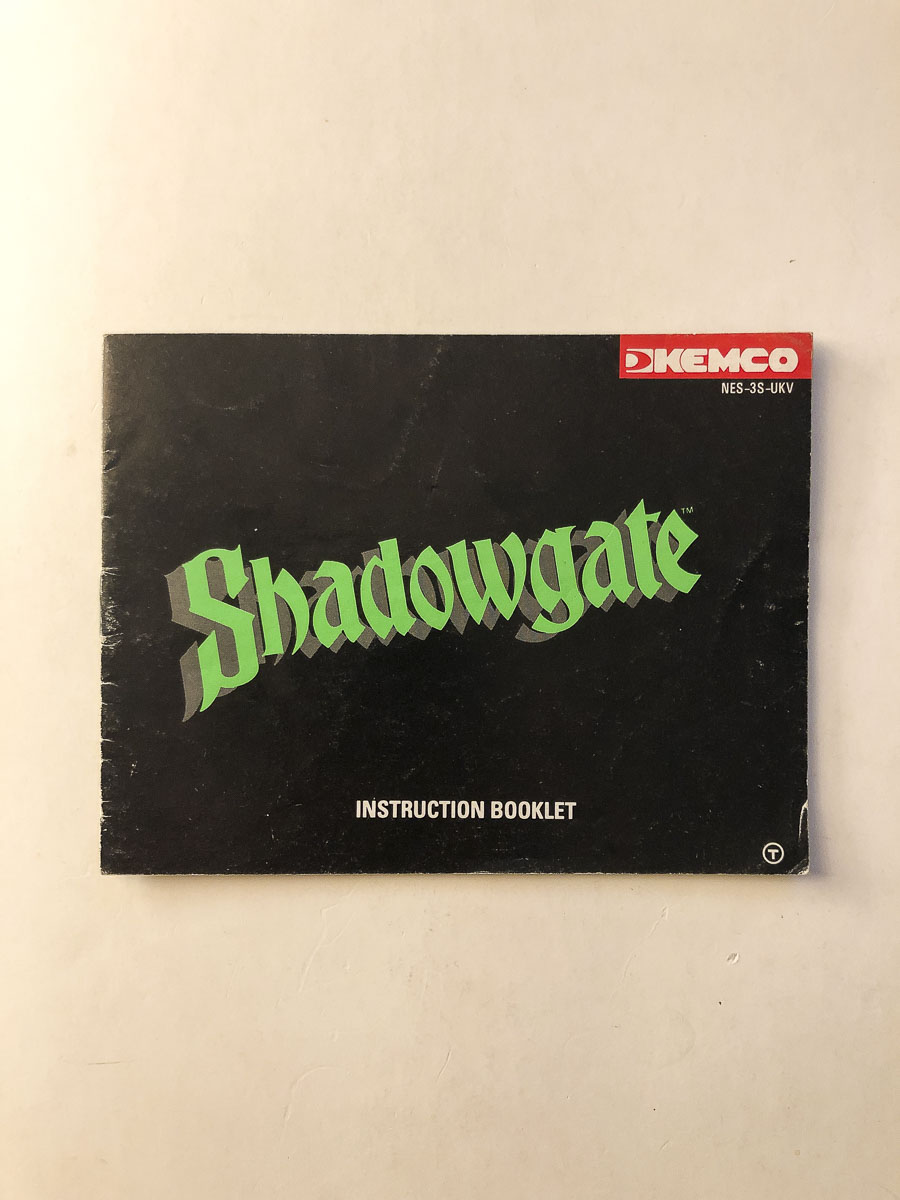 KEMCO
NES-3S-UKV
Shadowgate™
INSTRUCTION BOOKLET
T